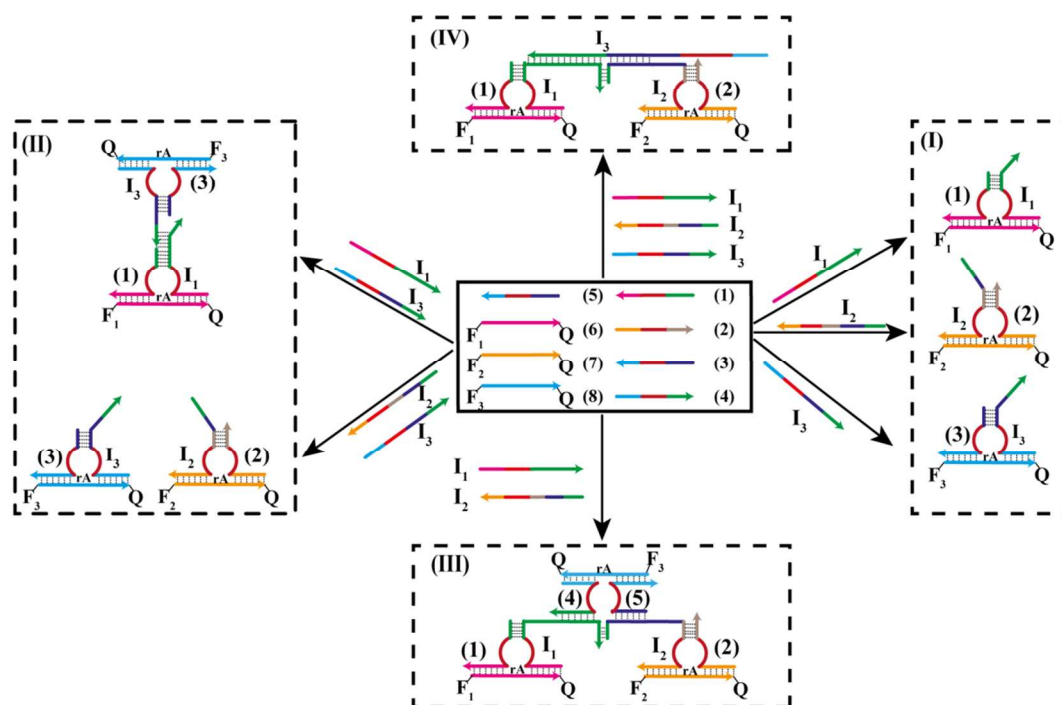 (IV)
I3
(1)
I1
I2
(2)
rA
rA
F1
Q
F2
Q
(II)
Q
rA
F3
I3
(3)
(1)
I1
rA
F1
Q
(3)
I3
I2
(2)
rA
rA
F3
Q
F2
Q
I1
I3
I2
I3
I1
I2
I3
(5)
(1)
F1
Q
(6)
(2)
F2
Q
(7)
(3)
F3
Q
(8)
(4)
I1
I2
I3
I1
I2
(I)
(1)
I1
rA
F1
Q
I2
(2)
rA
F2
Q
(3)
I3
rA
F3
Q
(III)
Q
rA
F3
(4)
(5)
(1)
I1
I2
(2)
rA
rA
F1
Q
F2
Q